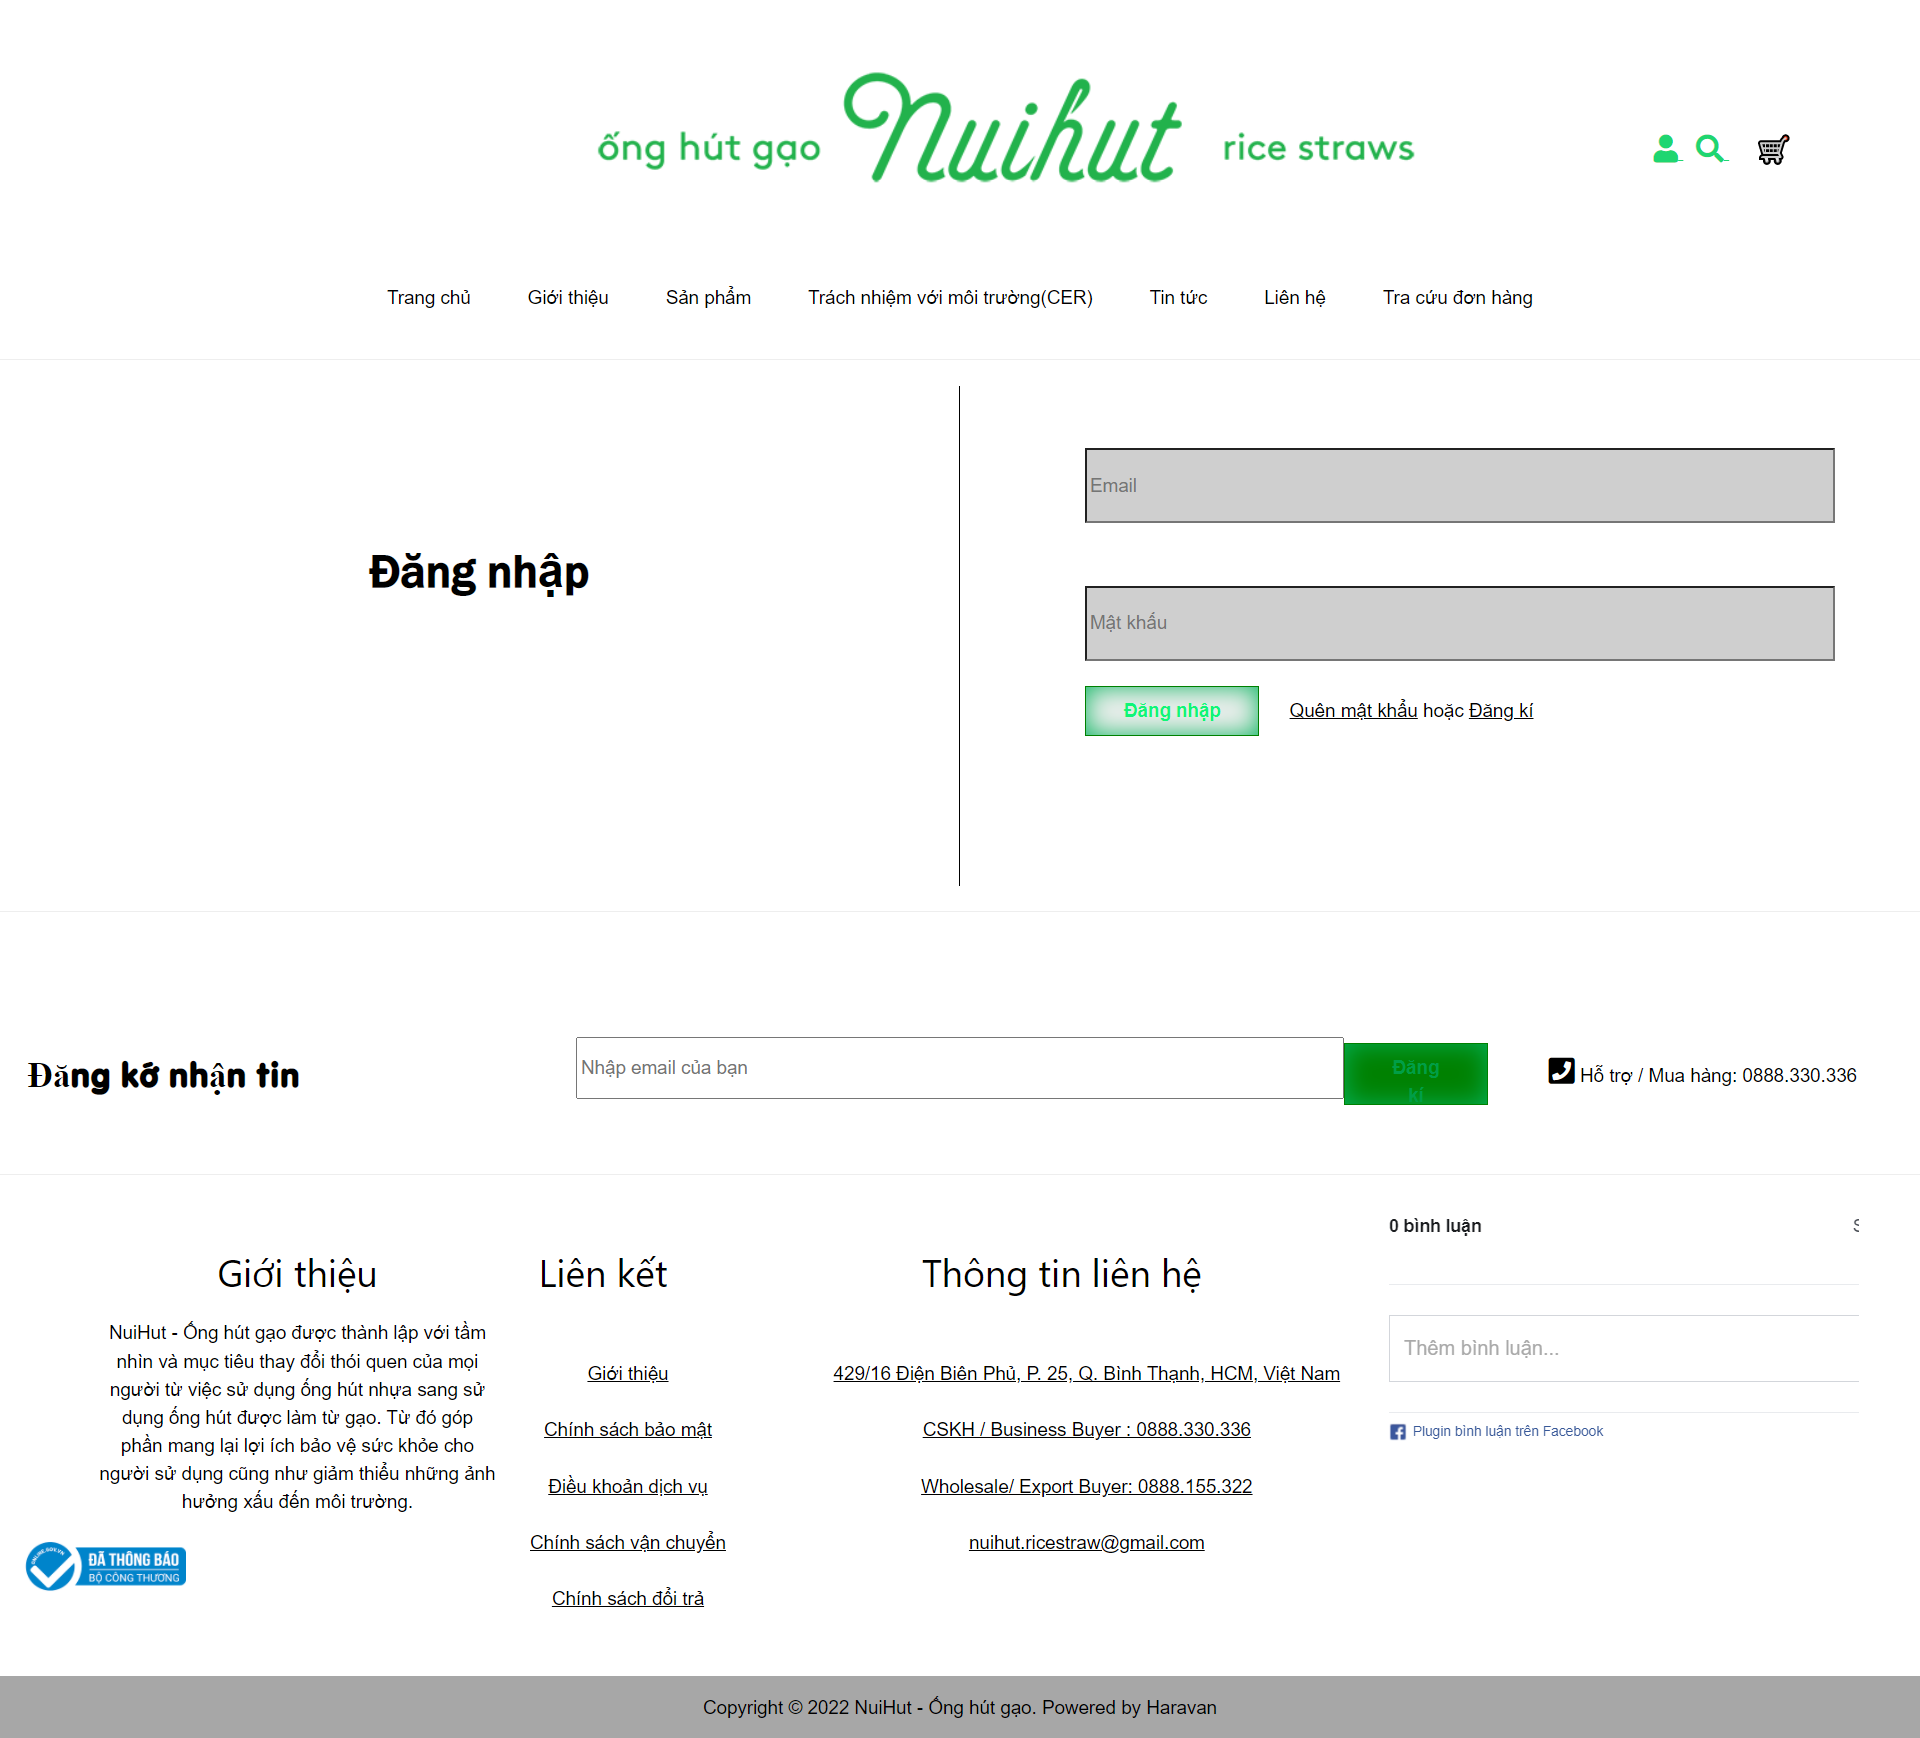 ống hút gạo Nuihut rice straws
Trang chủ Giới thiệu Sản phẩm Trách nhiệm với môi trường(CER) Tin tức Liên hệ Tra cứu đơn hàng
Đăng nhập
Email
Mật khẩu
Đăng nhập Quên mật khẩu hoặc Đăng kí
Đăng kớ nhận tin
Nhập email của bạn
Đăng
kí
Hỗ trợ / Mua hàng: 0888.330.336
Giới thiệu
NuiHut - Ống hút gạo được thành lập với tầm
nhìn và mục tiêu thay đổi thói quen của mọi
người từ việc sử dụng ống hút nhựa sang sử
dụng ống hút được làm từ gạo. Từ đó góp
phần mang lại lợi ích bảo vệ sức khỏe cho
người sử dụng cũng như giảm thiểu những ảnh
hưởng xấu đến môi trường.
ONLINE.GOV.VN
ĐÃ THÔNG BÁO
BỘ CÔNG THƯƠNG
Liên kết
Giới thiệu
Chính sách bảo mật
Điều khoản dịch vụ
Chính sách vận chuyển
Chính sách đổi trả
Thông tin liên hệ
429/16 Điện Biên Phủ, P. 25, Q. Bình Thạnh, HCM, Việt Nam
CSKH / Business Buyer : 0888.330.336
Wholesale/ Export Buyer: 0888.155.322
nuihut.ricestraw@gmail.com
0 bình luận
Thêm bình luận...
Plugin bình luận trên Facebook
Copyright © 2022 NuiHut - Ống hút gạo. Powered by Haravan